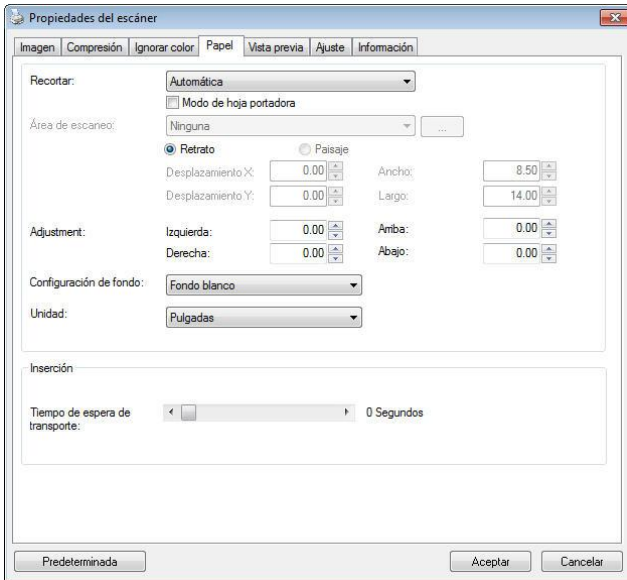 Propiedades del escáner
Imagen Compresión Ignorar color Papel Vista previa Ajuste Información
Recortar: Automática
Modo de hoja portadora
Área de escaneo: Ninguna ...
Retrato Paisaje
Desplazamiento X: 0.00 Ancho: 8.50
Desplazamiento Y: 0.00 Largo: 14.00
Adjustment: Izquierda: 0.00 Arriba: 0.00
Derecha: 0.00 Abajo: 0.00
Configuración de fondo: Fondo blanco
Unidad: Pulgadas
Inserción
Tiempo de espera de
transporte: 0 Segundos
Predeterminada Aceptar Cancelar